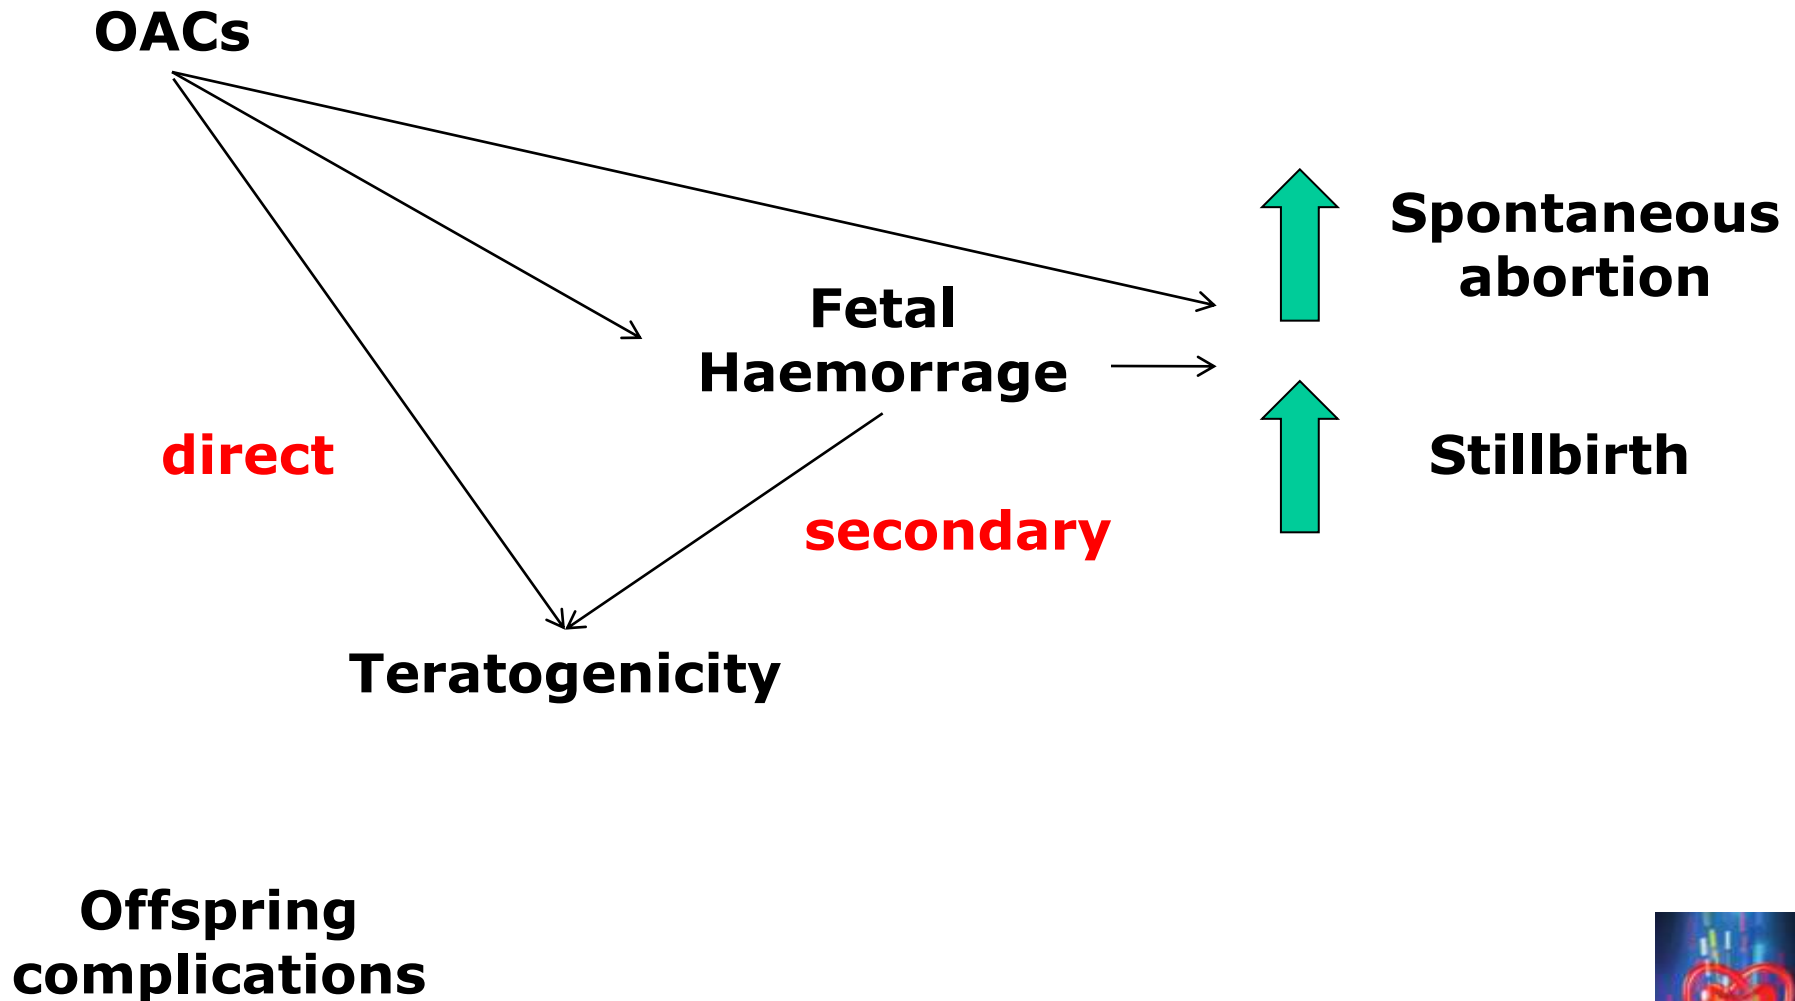 OACs
Spontaneous
abortion
Fetal
Haemorrage
direct
Stillbirth
secondary
Teratogenicity
Offspring
complications